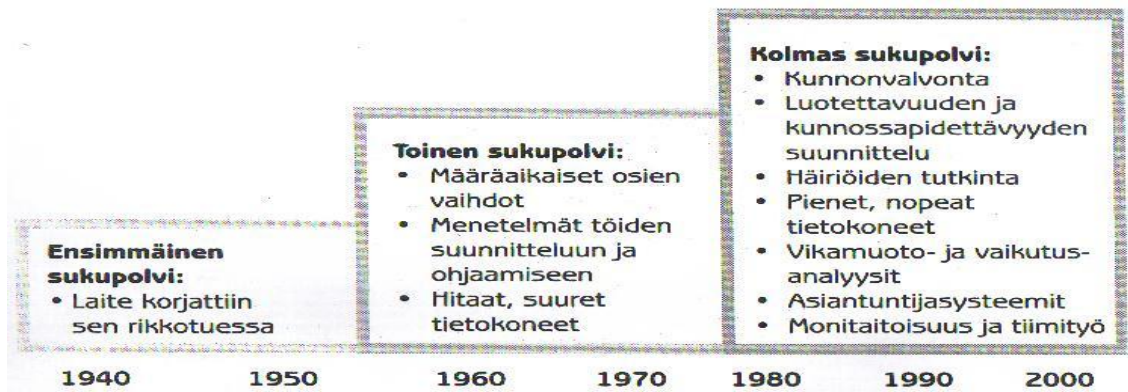 Ensimmäinen
sukupolvi:
• Laite korjattiin
sen rikkotuessa
Toinen sukupolvi:
• Määräaikaiset osien
vaihdot
• Menetelmät töiden
suunnitteluun ja
ohjaamiseen
• Hitaat, suuret
tietokoneet
Kolmas sukupolvi:
• Kunnonvalvonta
• Luotettavuuden ja
kunnossapidettävyyden
suunnittelu
• Häiriöiden tutkinta
• Pienet, nopeat
tietokoneet
• Vikamuoto- ja vaikutus-
analyysit
• Asiantuntijasysteemit
• Monitaitoisuus ja tiimityö
1940 1950 1960 1970 1980 1990 2000